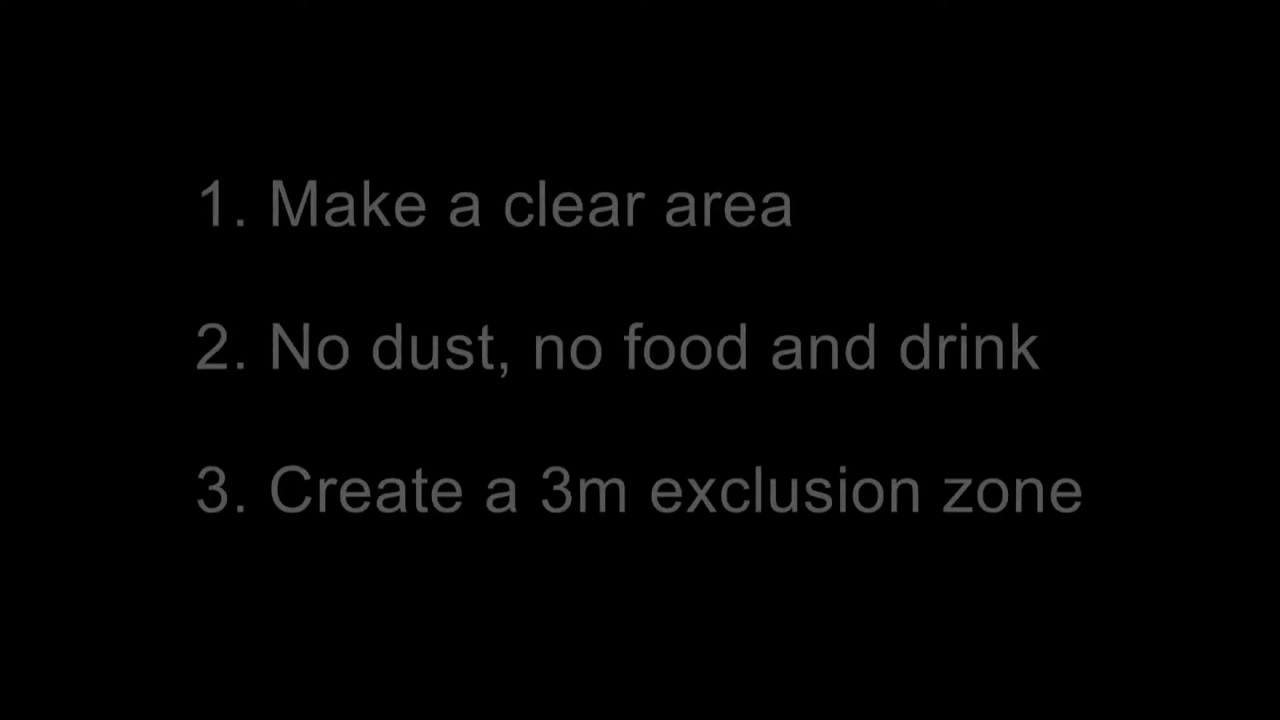 1. Make a clear area
2. No dust, no food and drink
3. Create a 3m exclusion zone